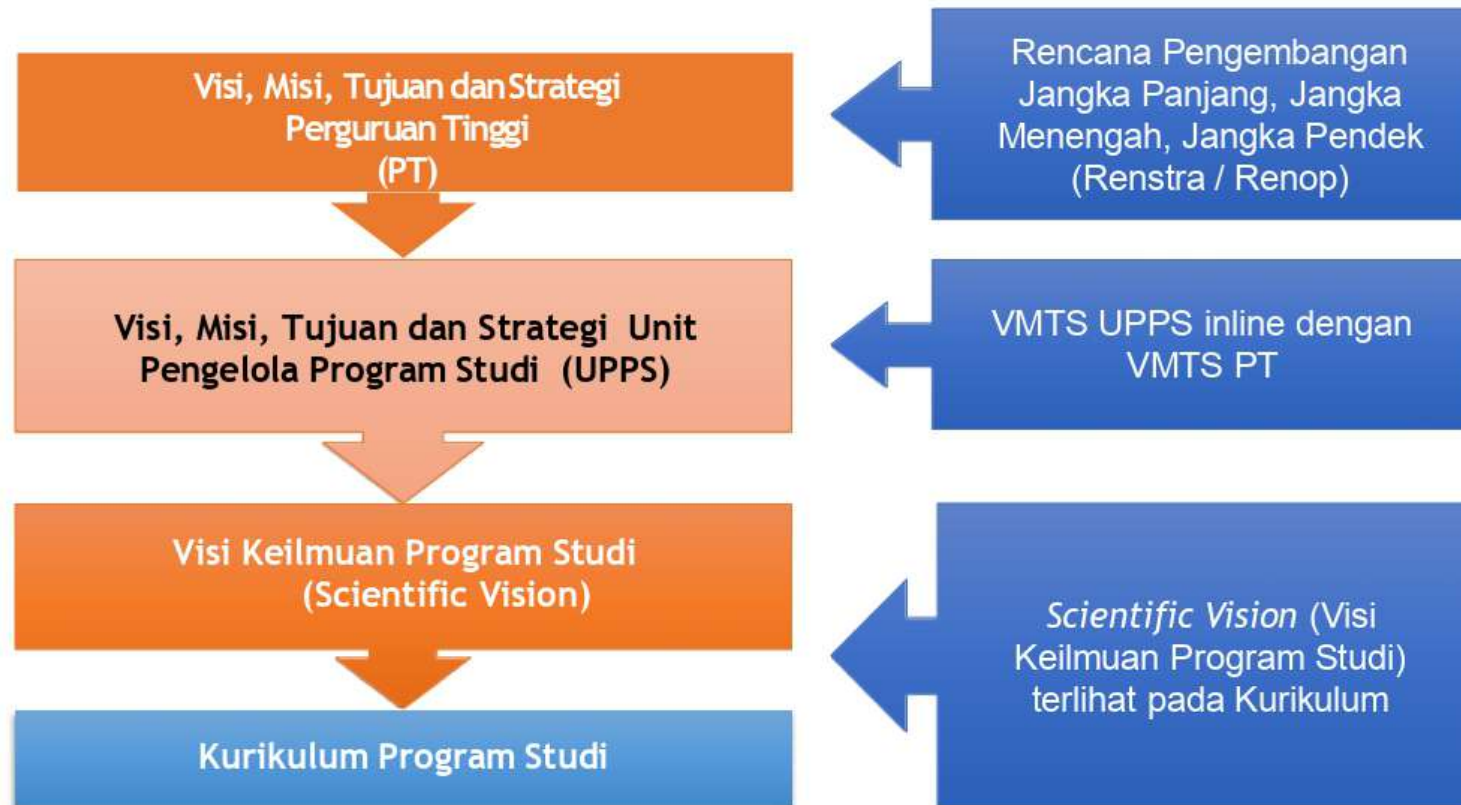 Visi, Misi, Tujuan dan Strategi
Perguruan Tinggi
(PT)
Rencana Pengembangan
Jangka Panjang, Jangka
Menengah, Jangka Pendek
(Renstra / Renop)
Visi, Misi, Tujuan dan Strategi Unit
Pengelola Program Studi (UPPS)
VMTS UPPS inline dengan
VMTS PT
Visi Keilmuan Program Studi
(Scientific Vision)
Scientific Vision (Visi
Keilmuan Program Studi)
terlihat pada Kurikulum
Kurikulum Program Studi